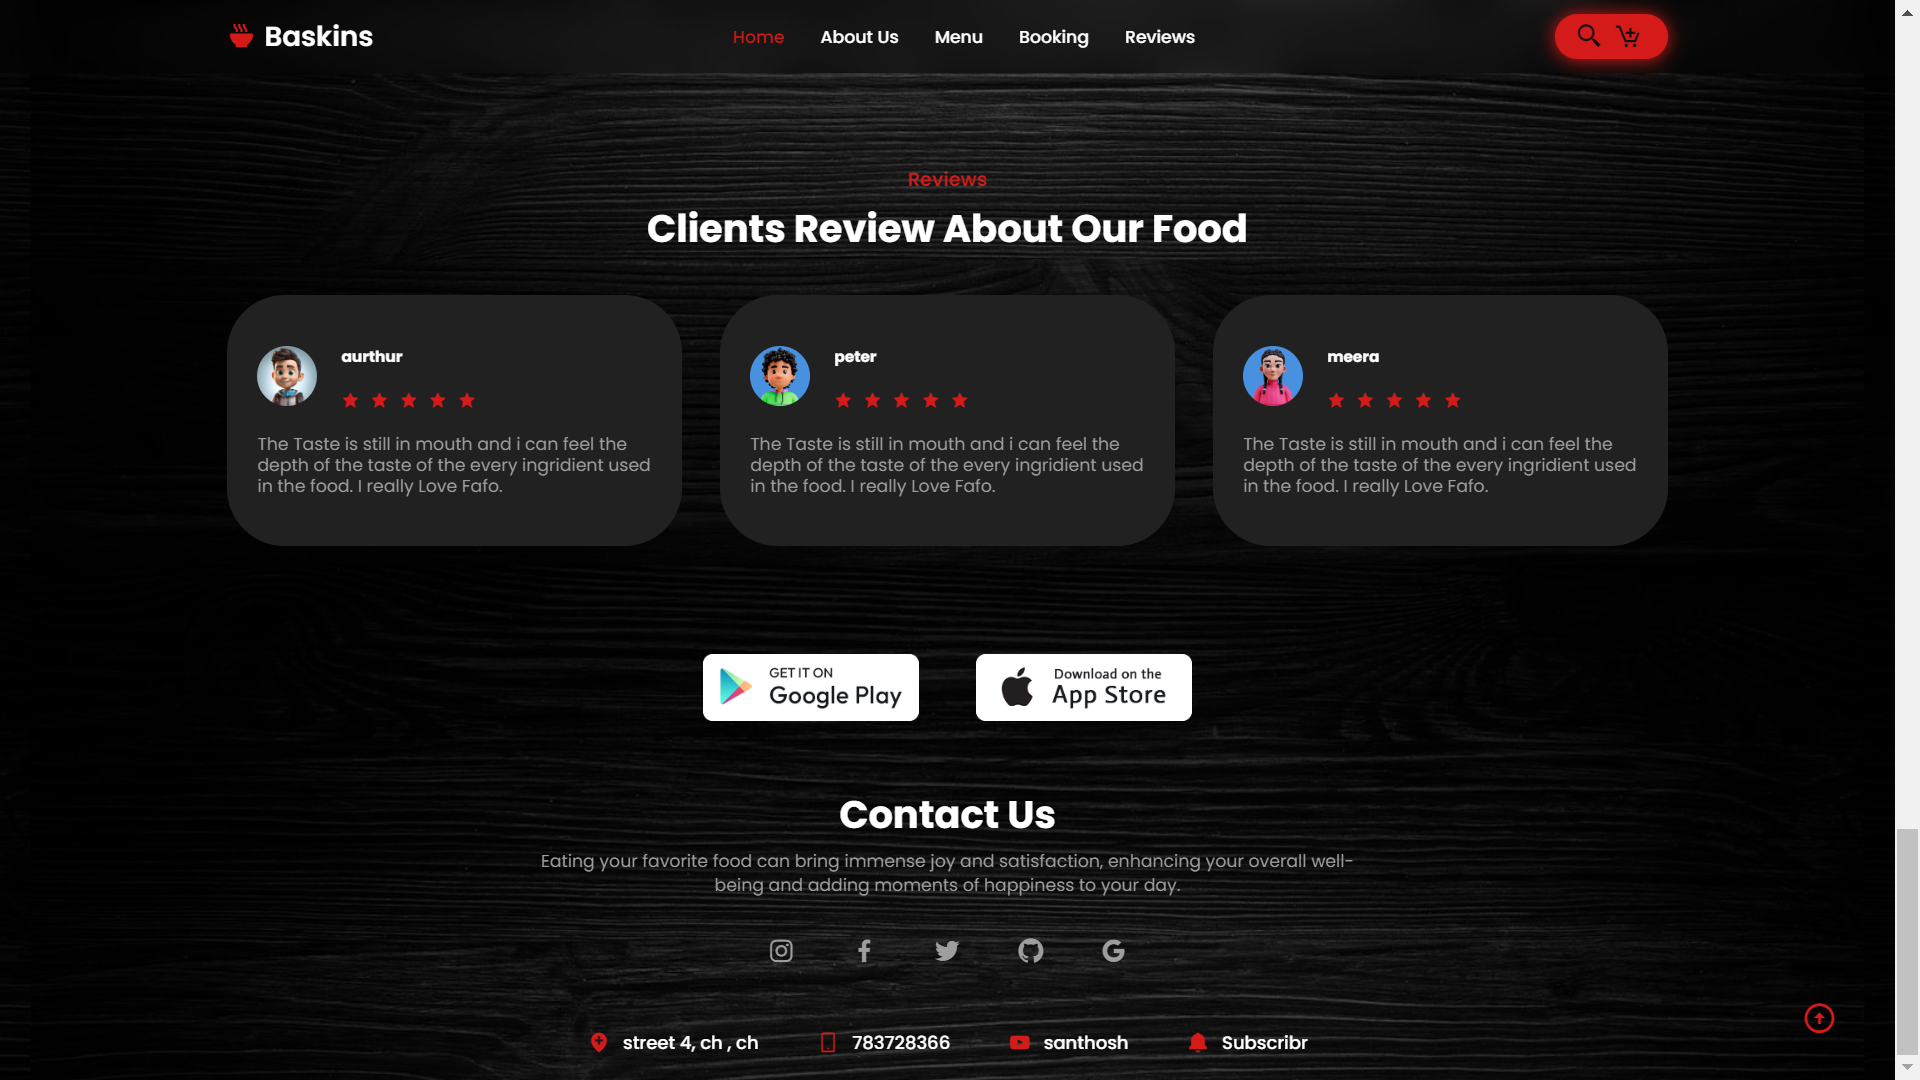 Baskins
Home About Us Menu Booking Reviews
Reviews
Clients Review About Our Food
aurthur
The Taste is still in mouth and i can feel the
depth of the taste of the every ingridient used
in the food. I really Love Fafo.
peter
The Taste is still in mouth and i can feel the
depth of the taste of the every ingridient used
in the food. I really Love Fafo.
meera
The Taste is still in mouth and i can feel the
depth of the taste of the every ingridient used
in the food. I really Love Fafo.
GET IT ON
Google Play
Download on the
App Store
Contact Us
Eating your favorite food can bring immense joy and satisfaction, enhancing your overall well-
being and adding moments of happiness to your day.
street 4, ch , ch
783728366
santhosh
Subscribr